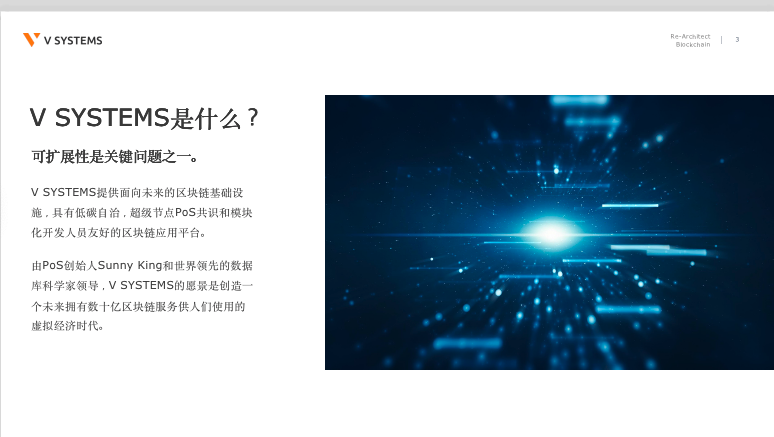 V SYSTEMS
Re-Architect
Blockchain
3
V SYSTEMS是什么？
可扩展性是关键问题之一。
V SYSTEMS提供面向未来的区块链基础设
施，具有低碳自治，超级节点PoS共识和模块
化开发人员友好的区块链应用平台。
由PoS创始人Sunny King和世界领先的数据
库科学家领导，V SYSTEMS的愿景是创造一
个未来拥有数十亿区块链服务供人们使用的
虚拟经济时代。